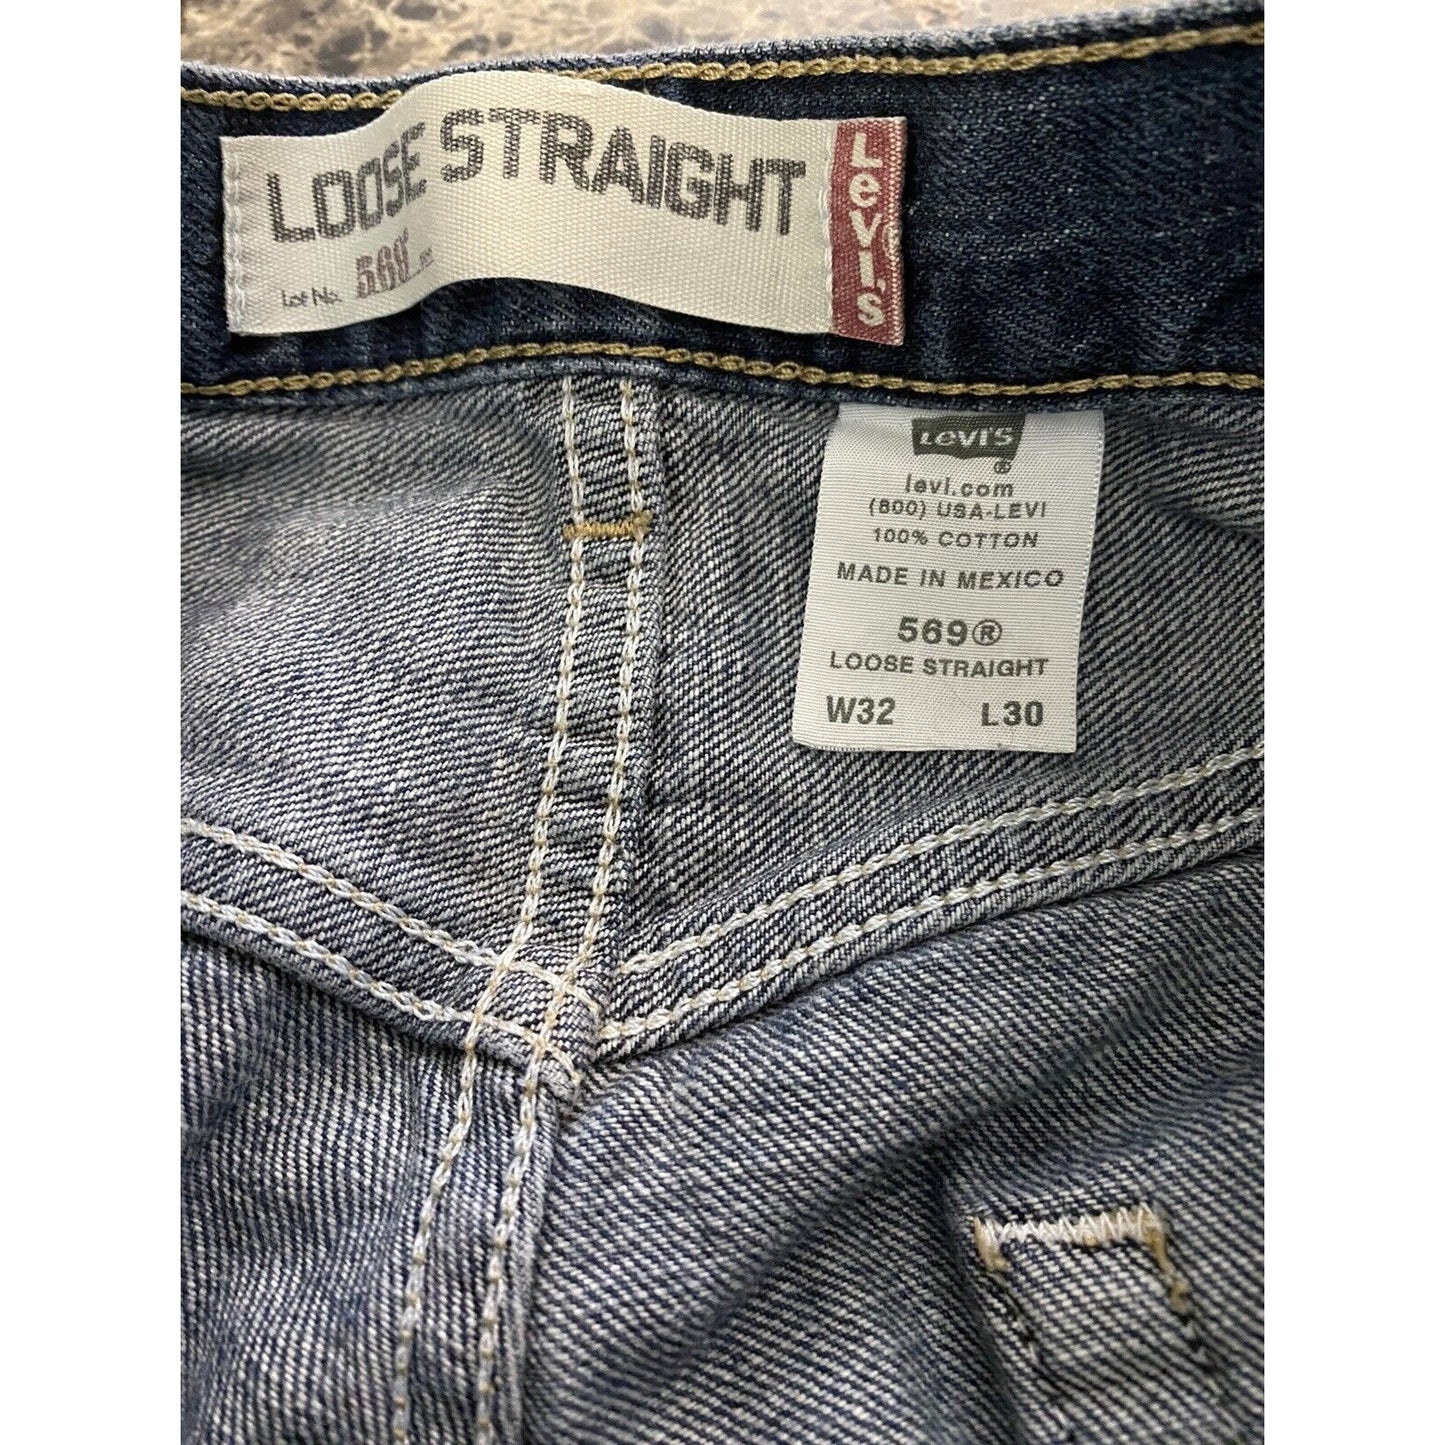 LOOSE STRAIGHT
Lot No. 569
Levi's
Levi's
®
levi.com
(800) USA-LEVI
100% COTTON
MADE IN MEXICO
569®
LOOSE STRAIGHT
W32 L30